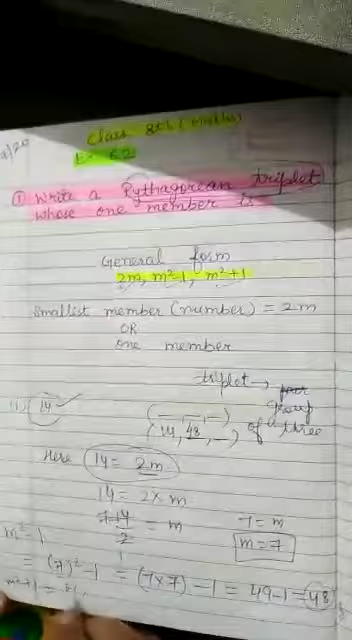 Class 8th (Maths)
Ex 6.2
① Write a Pythagorean triplet
whose one member is
General form
2m, m²-1, m²+1
Smallest member (number) = 2m
OR
one member
triplet → group
(_, _, _) of three
(14, 48, _)
14 ✓
Here 14 = 2m
14 = 2 × m
14/2 = m 7 = m
m = 7
m² - 1
= (7)² - 1 = (7×7) - 1 = 49-1 = 48
m²+1 =